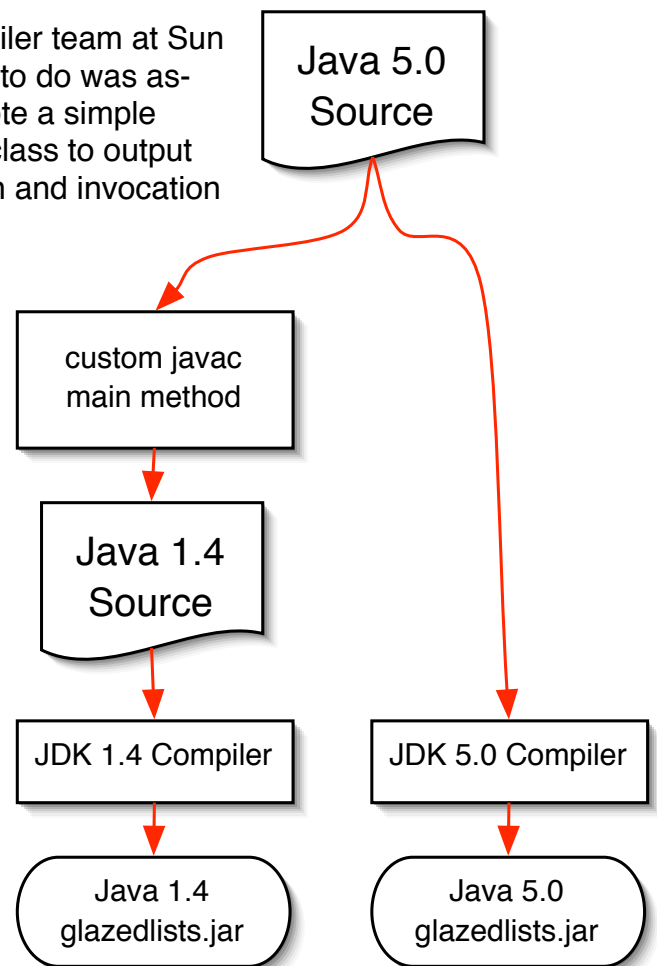 iler team at Sun
to do was as-
te a simple
class to output
and invocation
Java 5.0
Source
custom javac
main method
Java 1.4
Source
JDK 1.4 Compiler
JDK 5.0 Compiler
Java 1.4
glazedlists.jar
Java 5.0
glazedlists.jar